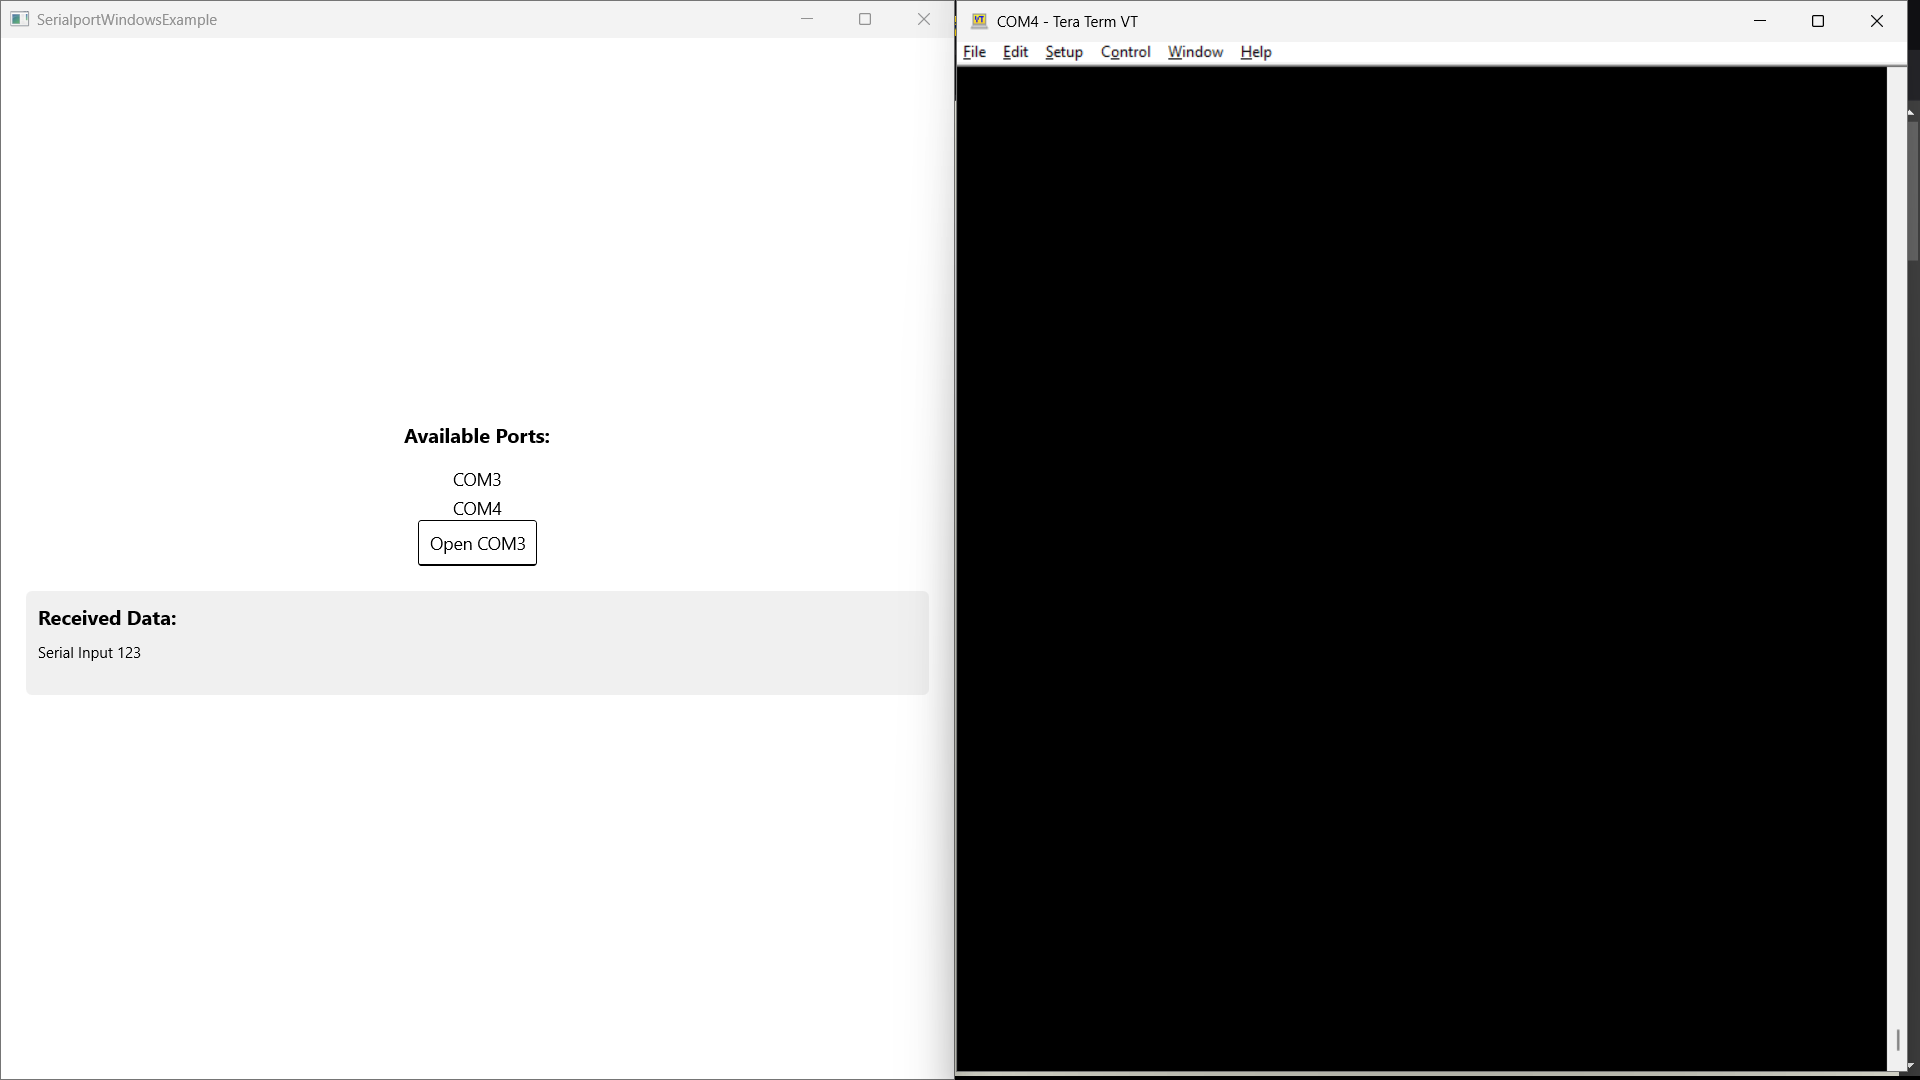 SerialportWindowsExample
Available Ports:
COM3
COM4
Open COM3
Received Data:
Serial Input 123
COM4 - Tera Term VT
File Edit Setup Control Window Help